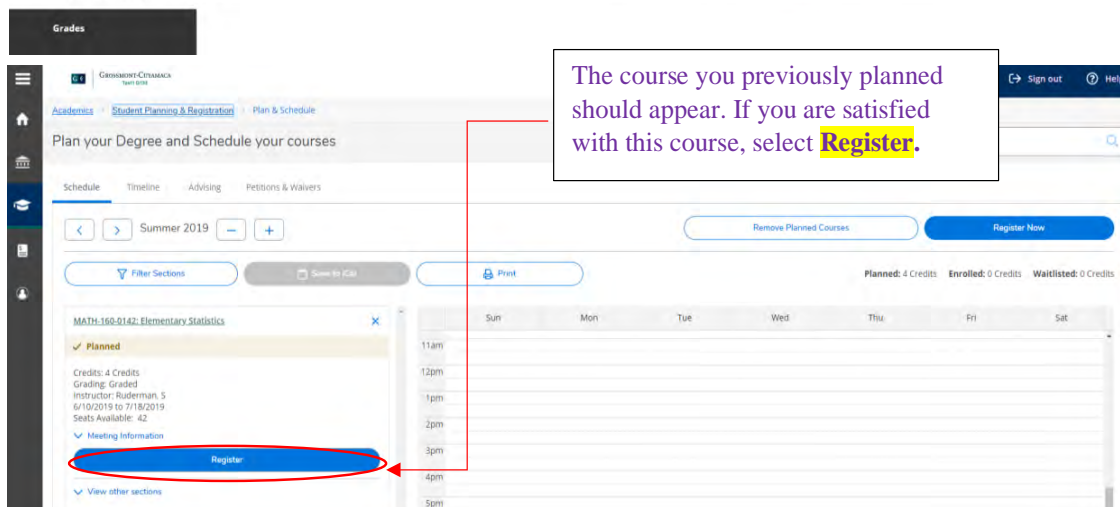 Grades
GROSSMONT-CUYAMACA
The course you previously planned
should appear. If you are satisfied
with this course, select Register.
Sign out
Help
Academics
Student Planning & Registration
Plan & Schedule
Plan your Degree and Schedule your courses
Schedule
Timeline
Advising
Petitions & Waivers
Summer 2019
Remove Planned Courses
Register Now
Filter Sections
Save to iCal
Print
Planned: 4 Credits Enrolled: 0 Credits Waitlisted: 0 Credits
MATH-160-0142: Elementary Statistics
Sun Mon Tue Wed Thu Fri Sat
Planned
11am
Credits: 4 Credits
12pm
Grading: Graded
Instructor: Ruderman, S
1pm
6/10/2019 to 7/18/2019
Seats Available: 42
2pm
Meeting Information
3pm
Register
4pm
View other sections
5pm